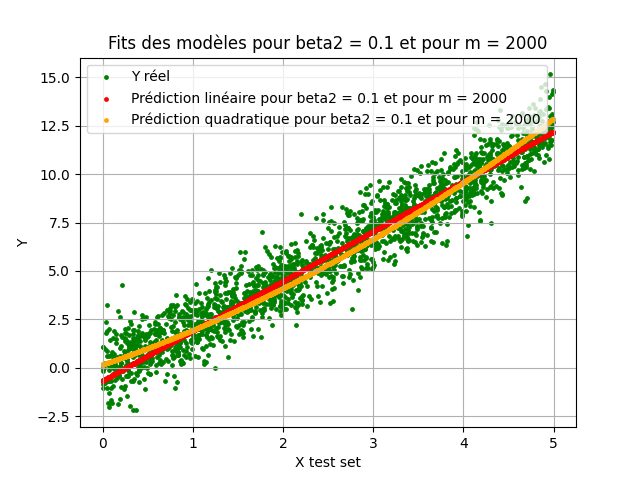 Fits des modèles pour beta2 = 0.1 et pour m = 2000
Y réel
Prédiction linéaire pour beta2 = 0.1 et pour m = 2000
Prédiction quadratique pour beta2 = 0.1 et pour m = 2000
15.0
12.5
10.0
7.5
5.0
2.5
0.0
−2.5
Y
0 1 2 3 4 5
X test set